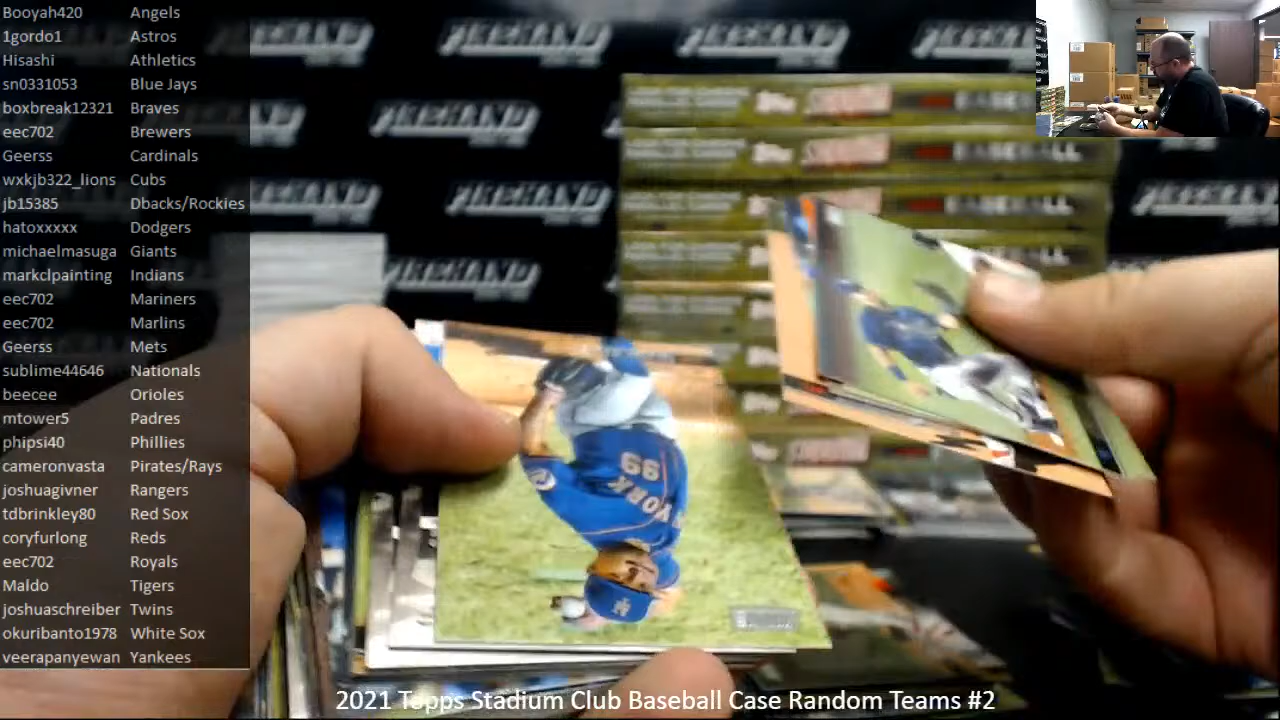 Booyah420 Angels
1gordo1 Astros
Hisashi Athletics
sn0331053 Blue Jays
boxbreak12321 Braves
eec702 Brewers
Geerss Cardinals
wxkjb322_lions Cubs
jb15385 Dbacks/Rockies
hatoxxxxx Dodgers
michaelmasuga Giants
markclpainting Indians
eec702 Mariners
eec702 Marlins
Geerss Mets
sublime44646 Nationals
beecee Orioles
mtower5 Padres
phipsi40 Phillies
cameronvasta Pirates/Rays
joshuagivner Rangers
tdbrinkley80 Red Sox
coryfurlong Reds
eec702 Royals
Maldo Tigers
joshuaschreiber Twins
okuribanto1978 White Sox
veerapanyewan Yankees
FIREHAND
FIREHAND
YORK
99
2021 Topps Stadium Club Baseball Case Random Teams #2